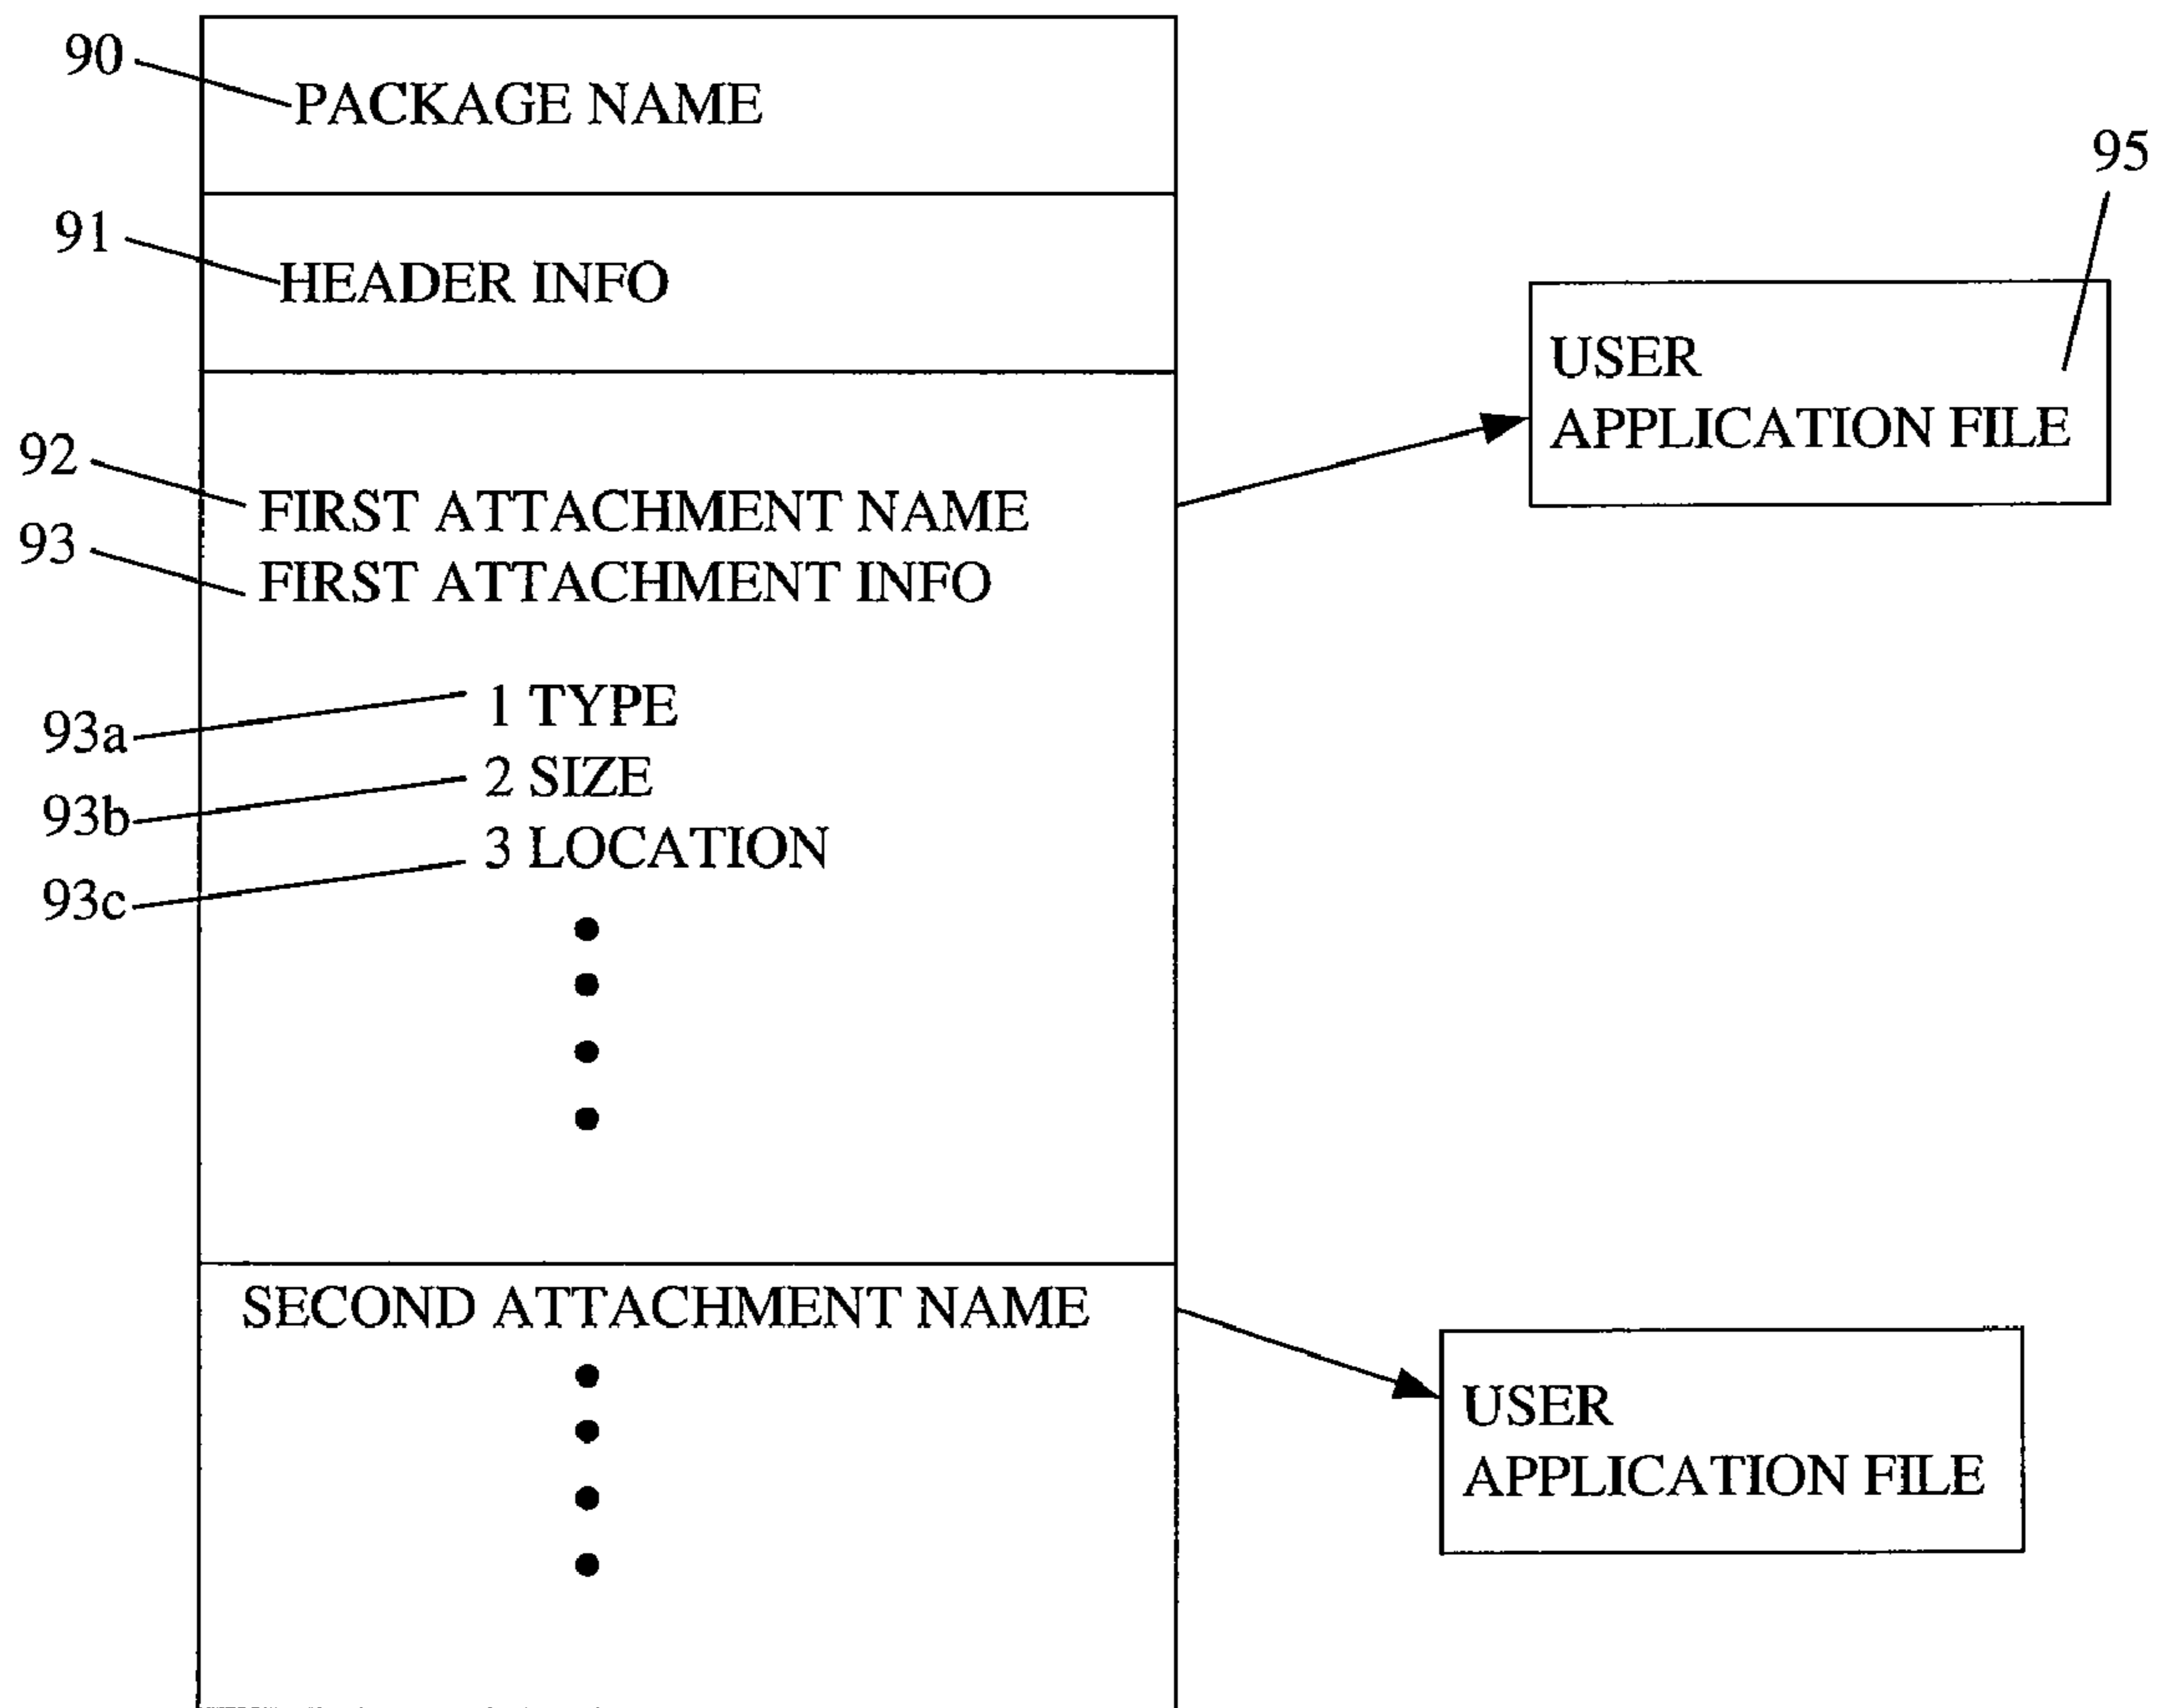 90
PACKAGE NAME
91
HEADER INFO
92
FIRST ATTACHMENT NAME
93
FIRST ATTACHMENT INFO
93a
1 TYPE
93b
2 SIZE
93c
3 LOCATION
SECOND ATTACHMENT NAME
95
USER
APPLICATION FILE
USER
APPLICATION FILE